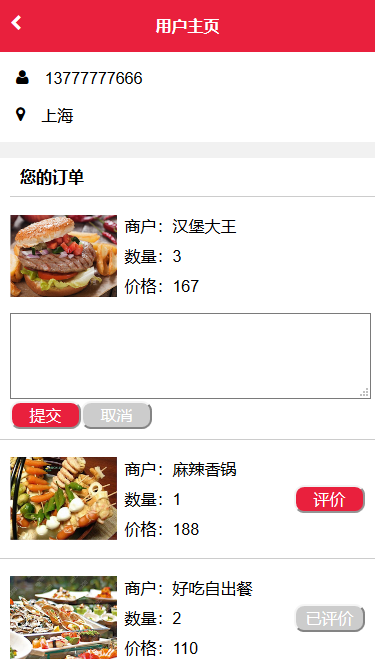 用户主页
13777777666
上海
您的订单
商户：汉堡大王
数量：3
价格：167
提交 取消
商户：麻辣香锅
数量：1
评价
价格：188
商户：好吃自出餐
数量：2
已评价
价格：110